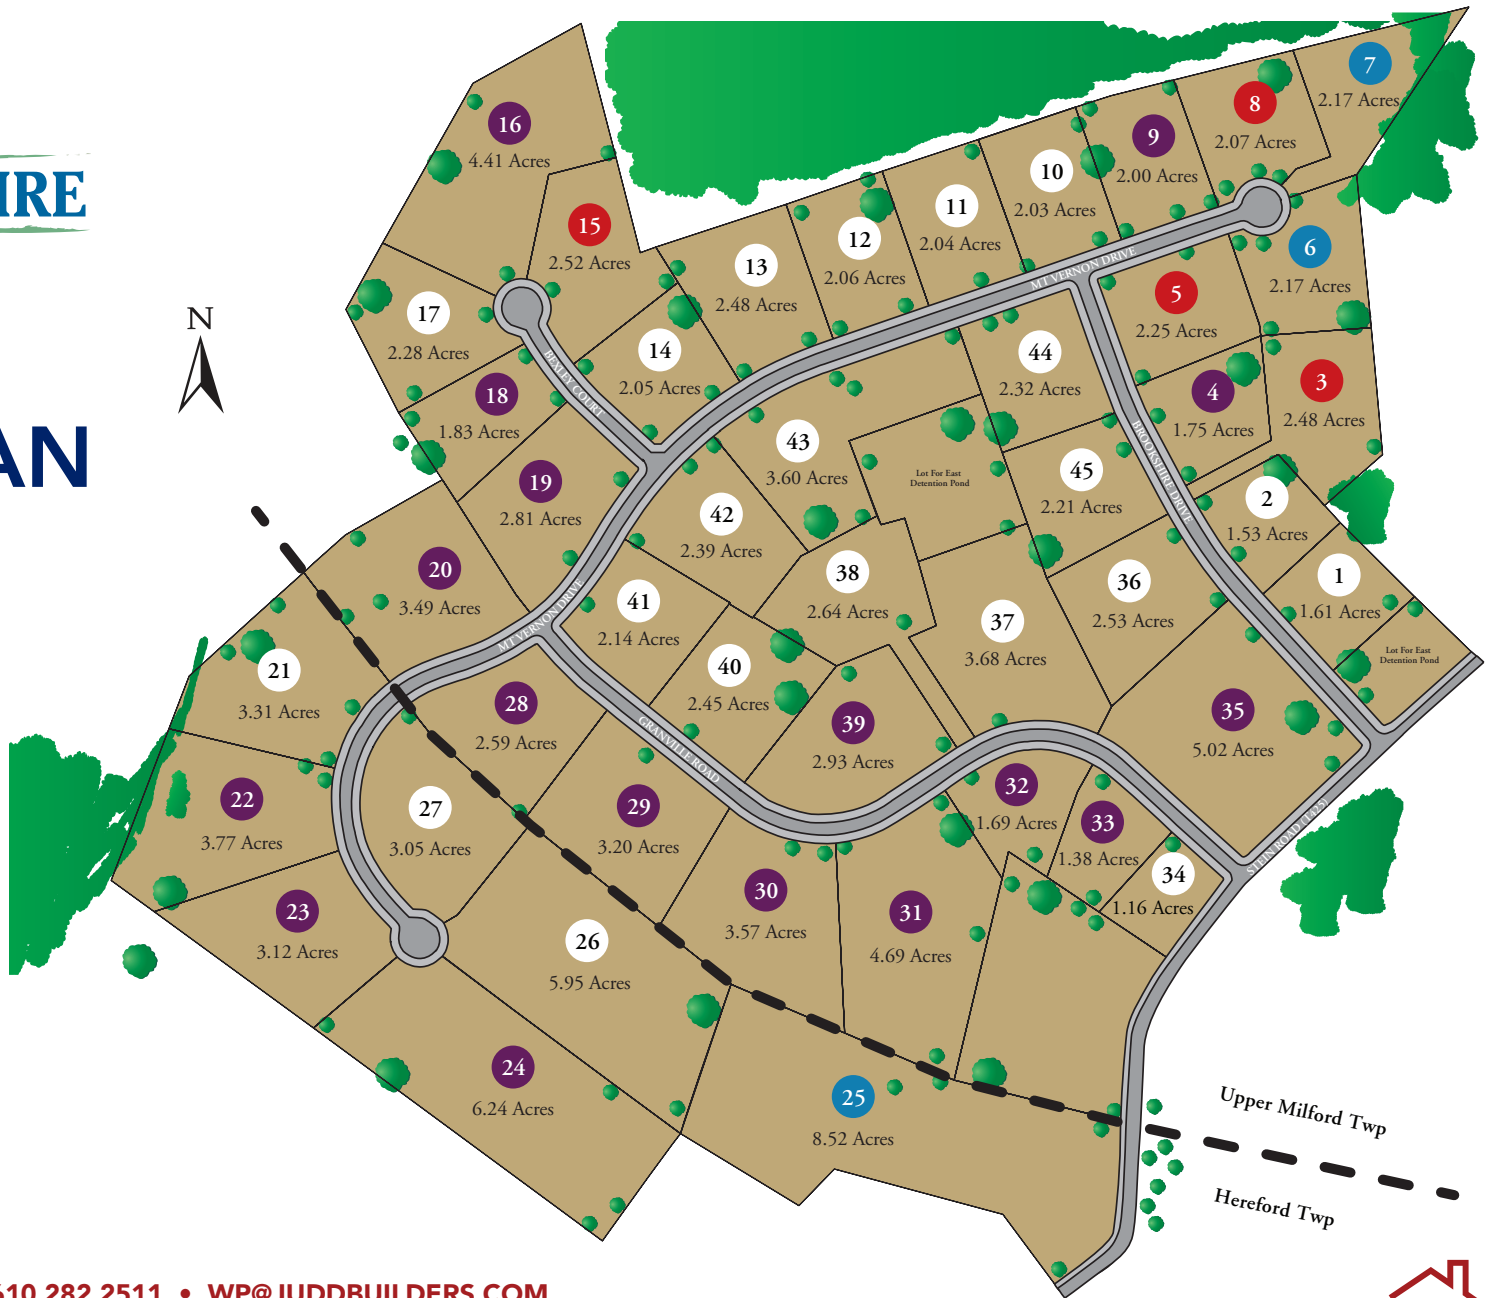 IRE
AN
N
16
4.41 Acres
15
2.52 Acres
17
2.28 Acres
18
1.83 Acres
19
2.81 Acres
20
3.49 Acres
21
3.31 Acres
22
3.77 Acres
23
3.12 Acres
24
6.24 Acres
25
8.52 Acres
26
5.95 Acres
27
3.05 Acres
28
2.59 Acres
29
3.20 Acres
30
3.57 Acres
31
4.69 Acres
32
1.69 Acres
33
1.38 Acres
34
1.16 Acres
35
5.02 Acres
36
2.53 Acres
37
3.68 Acres
38
2.64 Acres
39
2.93 Acres
40
2.45 Acres
41
2.14 Acres
42
2.39 Acres
43
3.60 Acres
44
2.32 Acres
45
2.21 Acres
14
2.05 Acres
13
2.48 Acres
12
2.06 Acres
11
2.04 Acres
10
2.03 Acres
9
2.00 Acres
8
2.07 Acres
7
2.17 Acres
6
2.17 Acres
5
2.25 Acres
4
1.75 Acres
3
2.48 Acres
2
1.53 Acres
1
1.61 Acres
Lot For East
Detention Pond
Lot For East
Detention Pond
MT VERNON DRIVE
BEXLEY COURT
BROOKSHIRE DRIVE
MT VERNON DRIVE
GRANVILLE ROAD
STEIN ROAD (T425)
Upper Milford Twp
Hereford Twp
610.282.2511 • WP@JUDDBUILDERS.COM